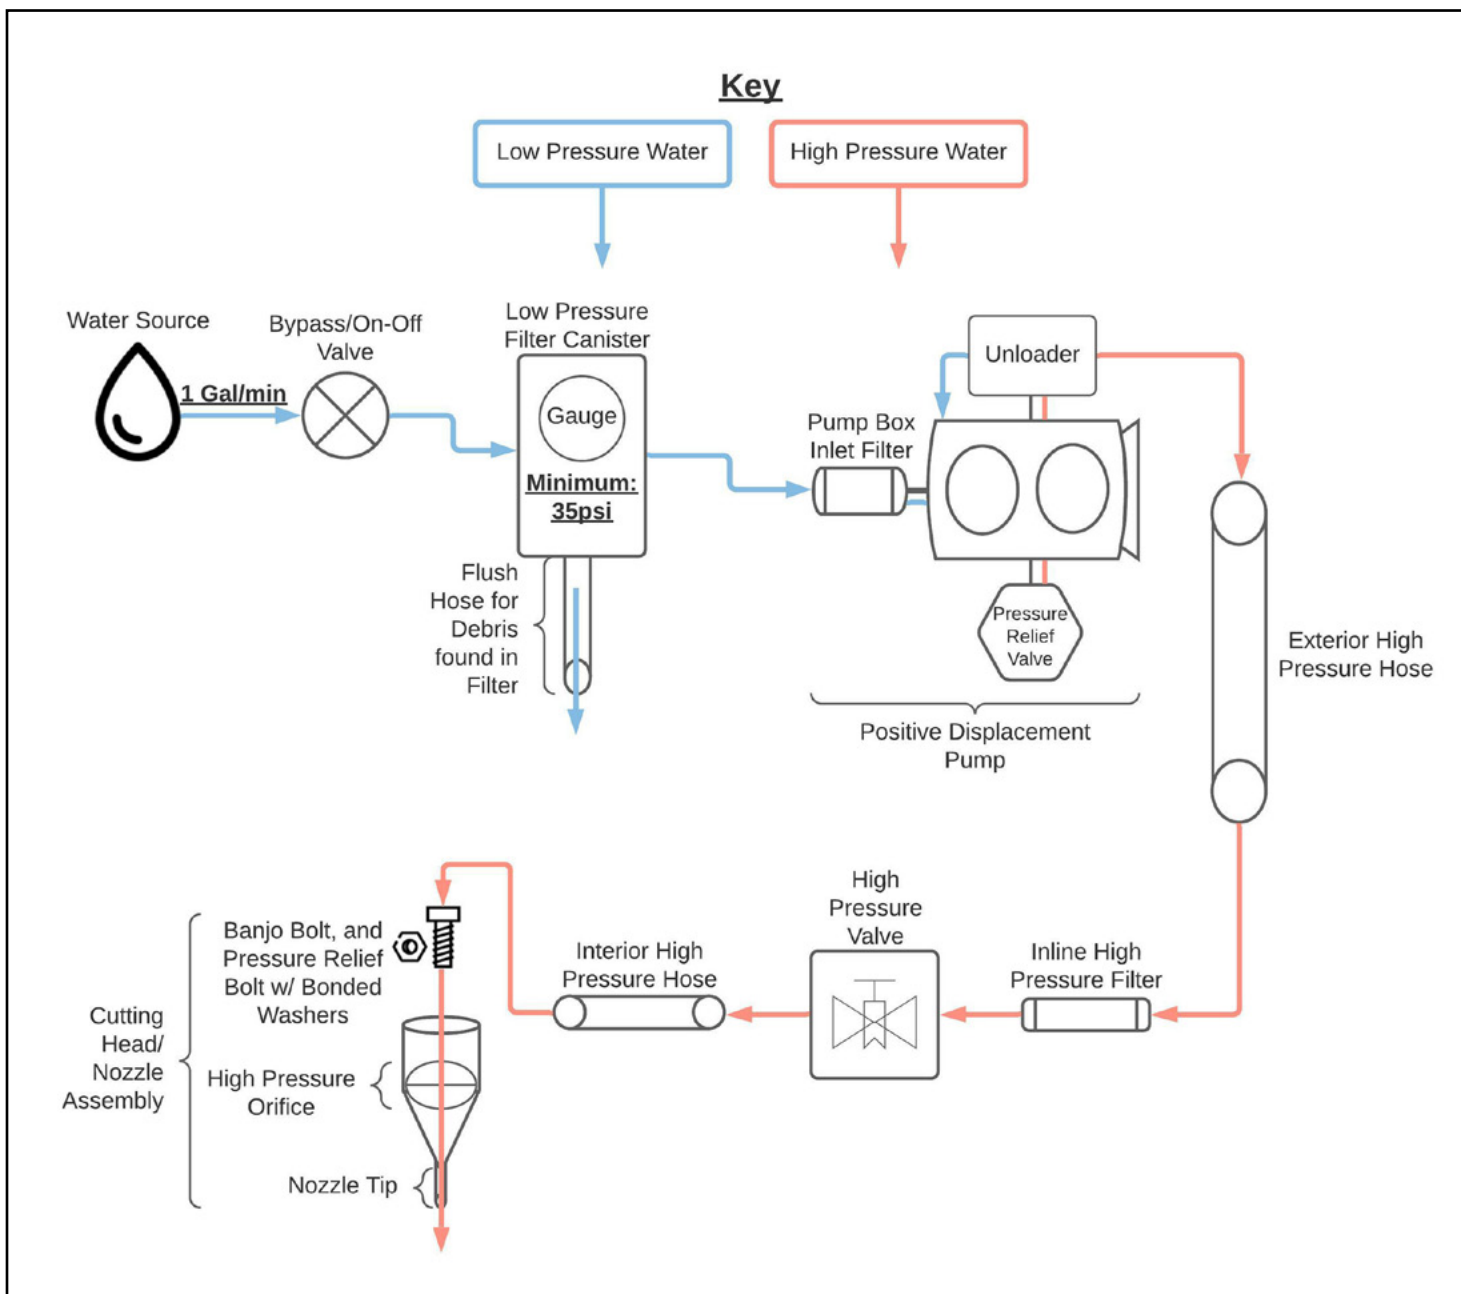 Key
Low Pressure Water
High Pressure Water
Water Source
1 Gal/min
Bypass/On-Off
Valve
Low Pressure
Filter Canister
Gauge
Minimum:
35psi
Flush
Hose for
Debris
found in
Filter
Pump Box
Inlet Filter
Unloader
Pressure
Relief
Valve
Positive Displacement
Pump
Exterior High
Pressure Hose
Inline High
Pressure Filter
High
Pressure
Valve
Interior High
Pressure Hose
Banjo Bolt, and
Pressure Relief
Bolt w/ Bonded
Washers
Cutting
Head/
Nozzle
Assembly
High Pressure
Orifice
Nozzle Tip